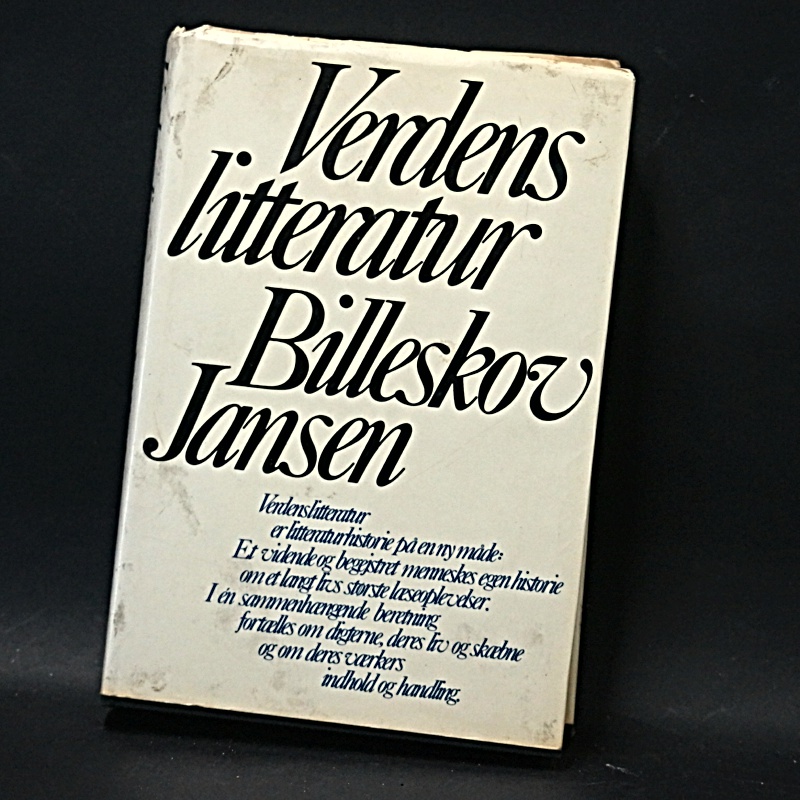 Verdens
litteratur
Billeskov
Jansen
Verdenslitteratur
er litteraturhistorie på en ny måde:
Et vidende og begejstret menneskes egen historie
om et langt livs største læseoplevelser.
I én sammenhængende beretning
fortælles om digterne, deres liv og skæbne
og om deres værkers
indhold og handling.